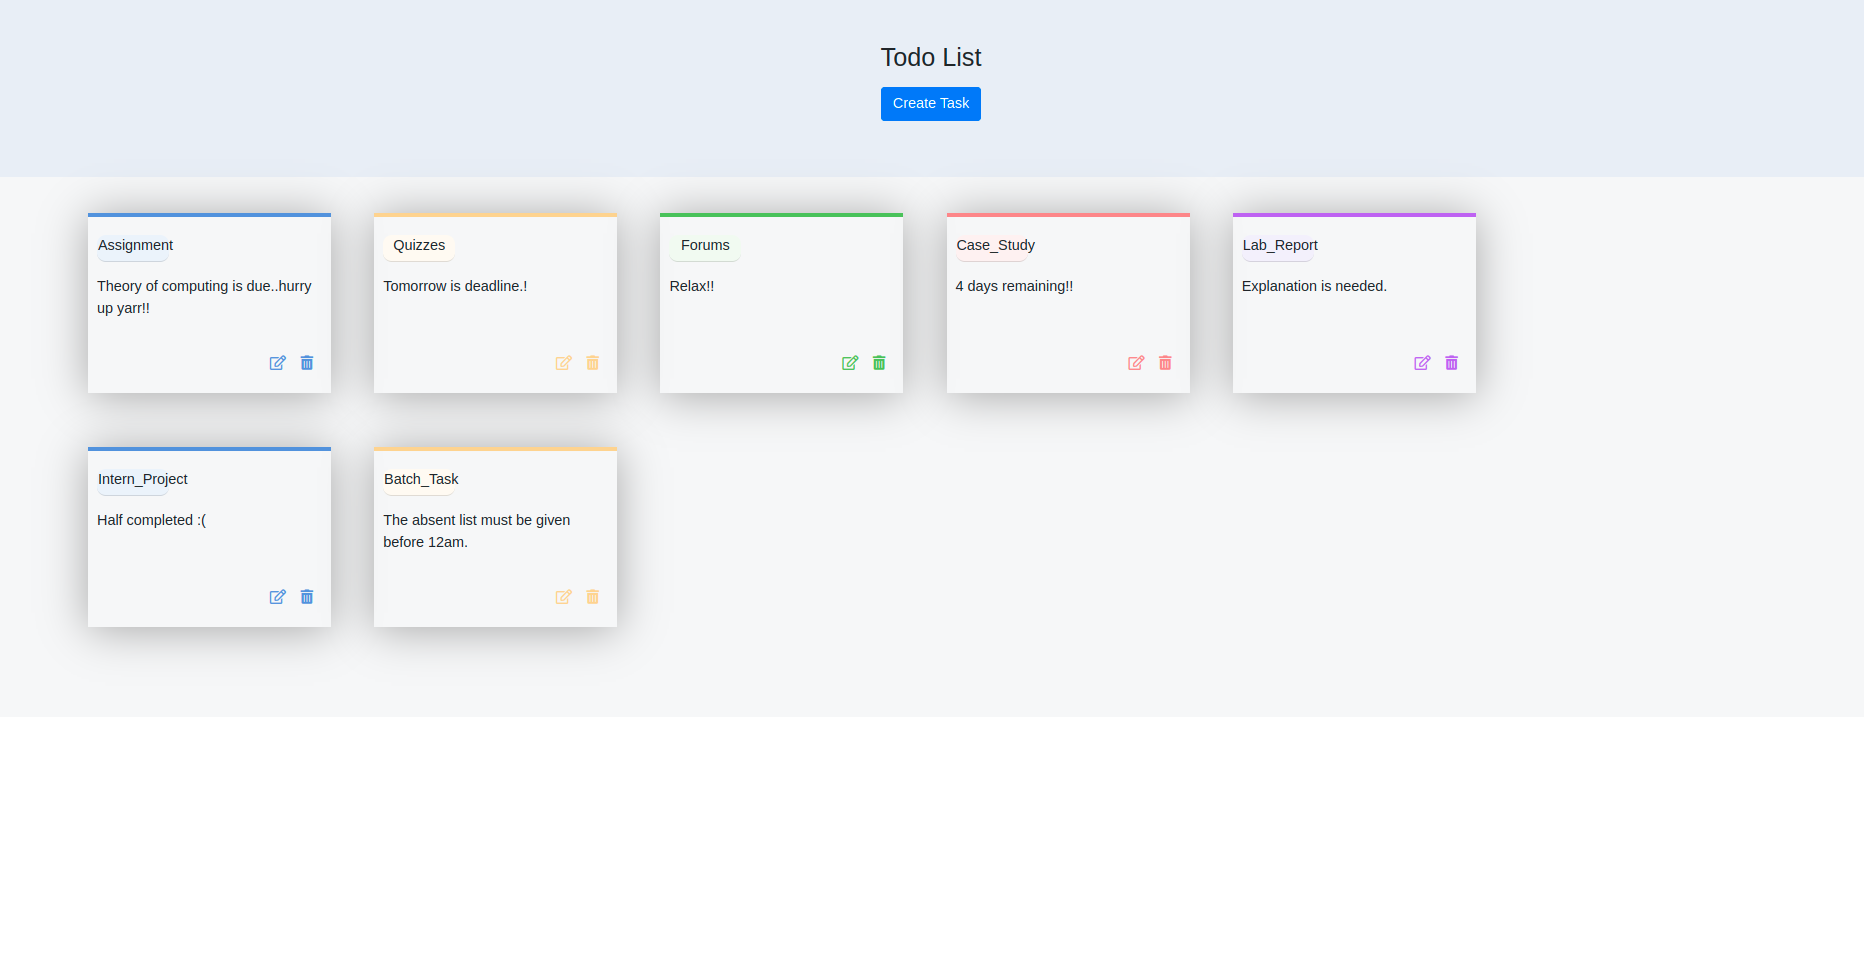 Todo List
Create Task
Assignment
Theory of computing is due..hurry
up yarr!!
Quizzes
Tomorrow is deadline.!
Forums
Relax!!
Case_Study
4 days remaining!!
Lab_Report
Explanation is needed.
Intern_Project
Half completed :(
Batch_Task
The absent list must be given
before 12am.